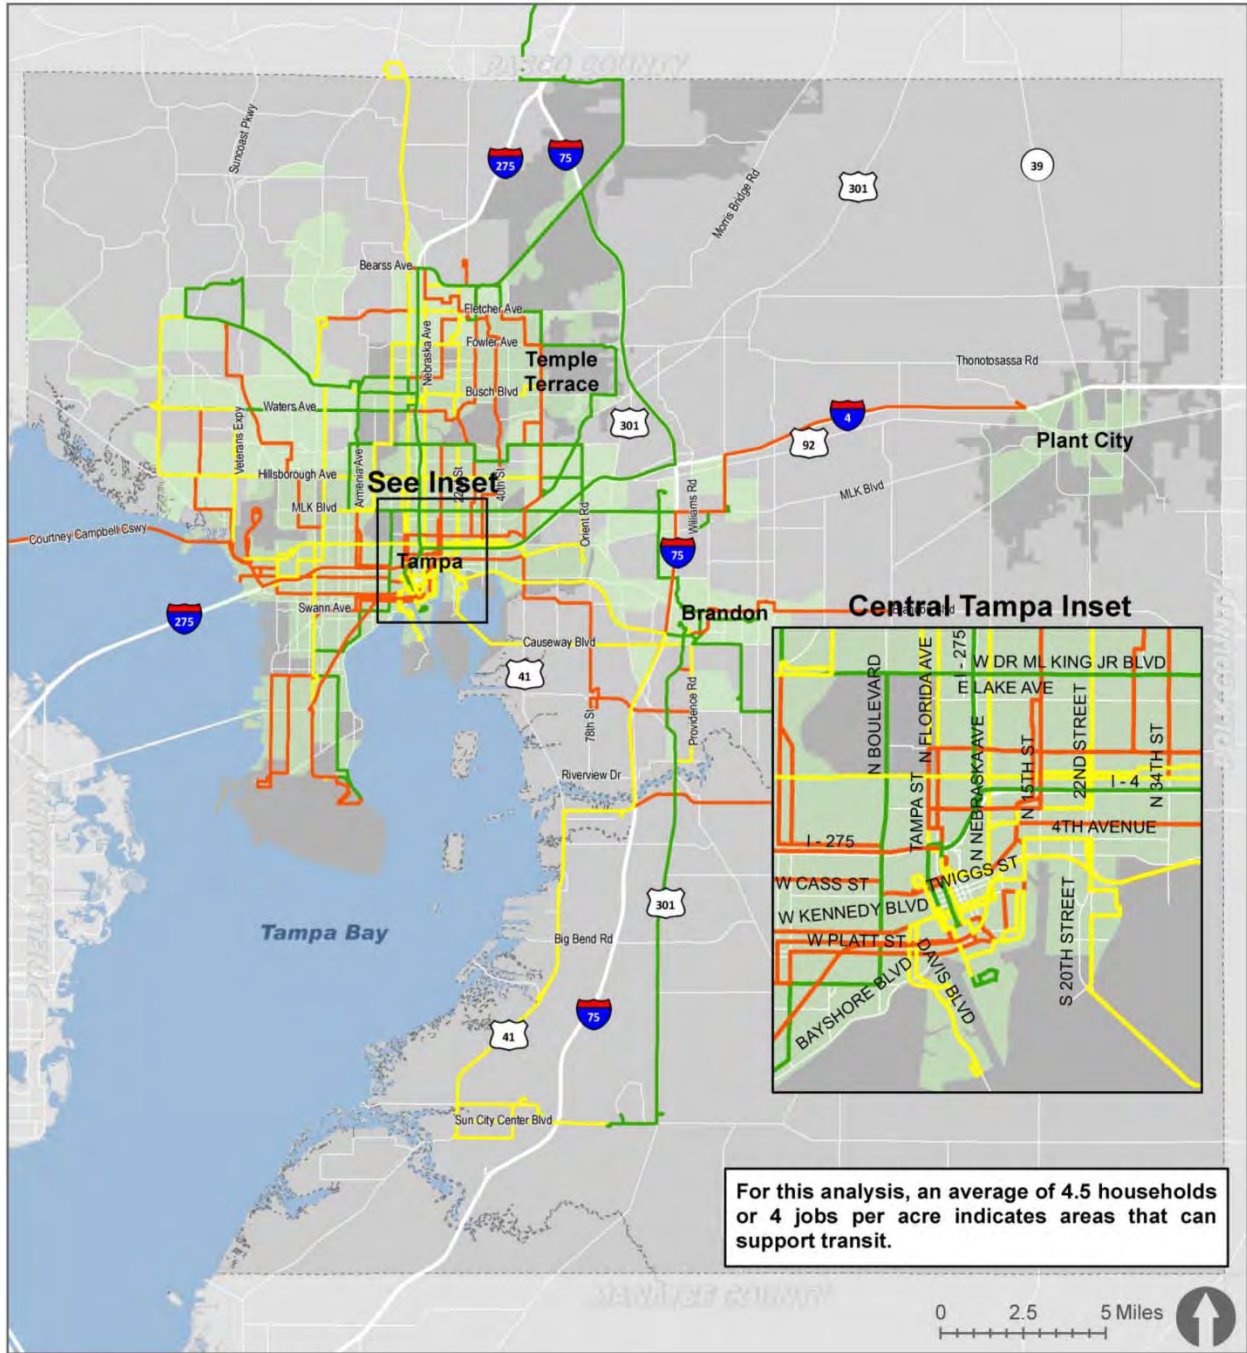 PASCO COUNTY
Suncoast Pkwy
275
75
39
301
Morris Bridge Rd
Bearss Ave
Fletcher Ave
Nebraska Ave
Fowler Ave
Temple
Terrace
Thonotosassa Rd
Busch Blvd
Waters Ave
4
301
92
Plant City
Veterans Expy
Armenia Ave
Hillsborough Ave
See Inset
22nd St
40th St
MLK Blvd
MLK Blvd
Williams Rd
Orient Rd
Courtney Campbell Cswy
75
Tampa
Swann Ave
275
Brandon
Causeway Blvd
41
78th St
Providence Rd
Riverview Dr
POLK COUNTY
PINELLAS COUNTY
Central Tampa Inset
N BOULEVARD
N FLORIDA AVE
I - 275
W DR ML KING JR BLVD
E LAKE AVE
TAMPA ST
N NEBRASKA AVE
N 15TH ST
22ND STREET
N 34TH ST
I - 4
4TH AVENUE
I - 275
W CASS ST
TWIGGS ST
W KENNEDY BLVD
W PLATT ST
DAVIS BLVD
BAYSHORE BLVD
S 20TH STREET
301
Tampa Bay
Big Bend Rd
75
41
Sun City Center Blvd
For this analysis, an average of 4.5 households
or 4 jobs per acre indicates areas that can
support transit.
MANATEE COUNTY
0 2.5 5 Miles